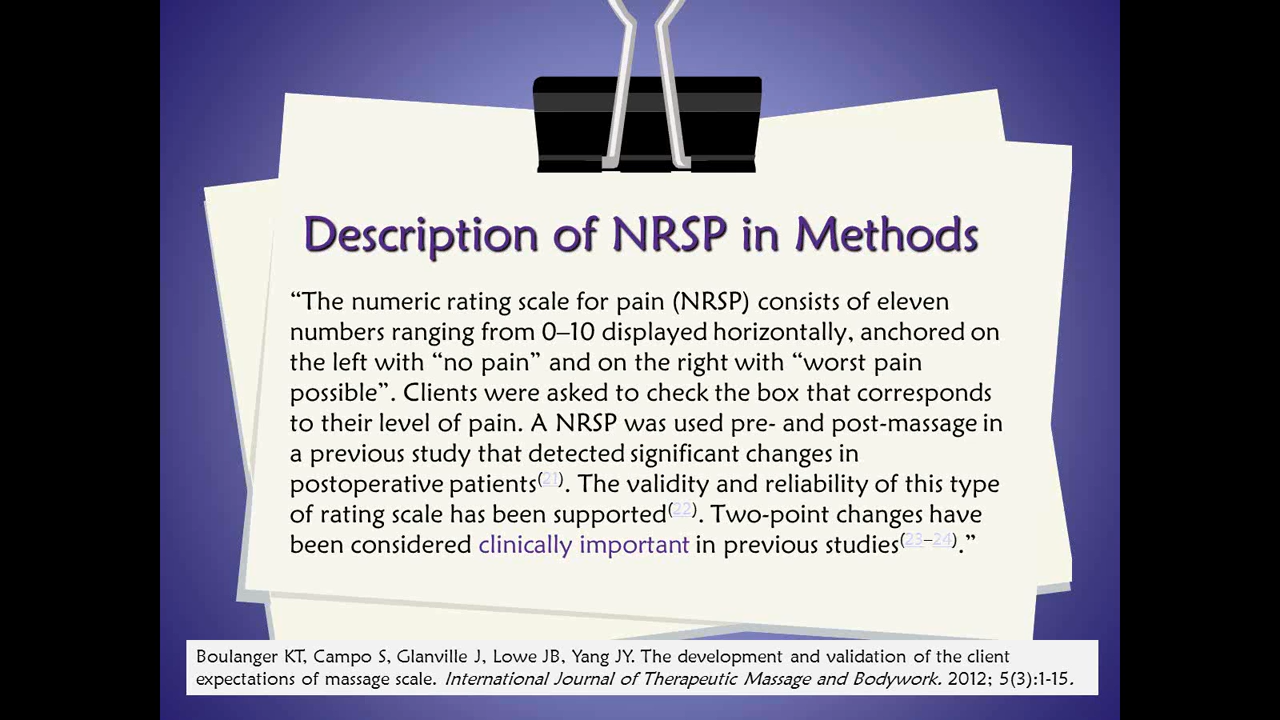 Description of NRSP in Methods
“The numeric rating scale for pain (NRSP) consists of eleven
numbers ranging from 0–10 displayed horizontally, anchored on
the left with “no pain” and on the right with “worst pain
possible”. Clients were asked to check the box that corresponds
to their level of pain. A NRSP was used pre- and post-massage in
a previous study that detected significant changes in
postoperative patients(21). The validity and reliability of this type
of rating scale has been supported(22). Two-point changes have
been considered clinically important in previous studies(23–24).”
Boulanger KT, Campo S, Glanville J, Lowe JB, Yang JY. The development and validation of the client
expectations of massage scale. International Journal of Therapeutic Massage and Bodywork. 2012; 5(3):1-15.